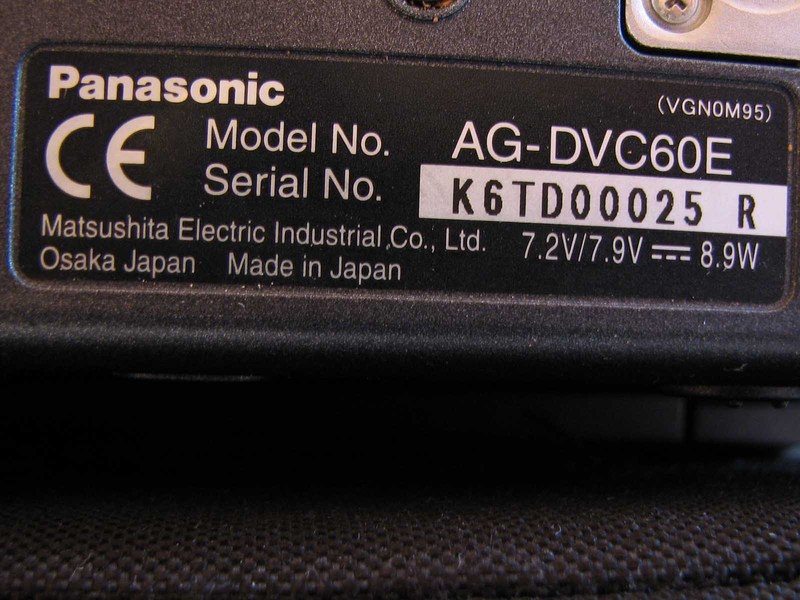 Panasonic
(VGN0M95)
CE
Model No. AG-DVC60E
Serial No. K6TD00025 R
Matsushita Electric Industrial Co., Ltd. 7.2V/7.9V ⎓ 8.9W
Osaka Japan Made in Japan